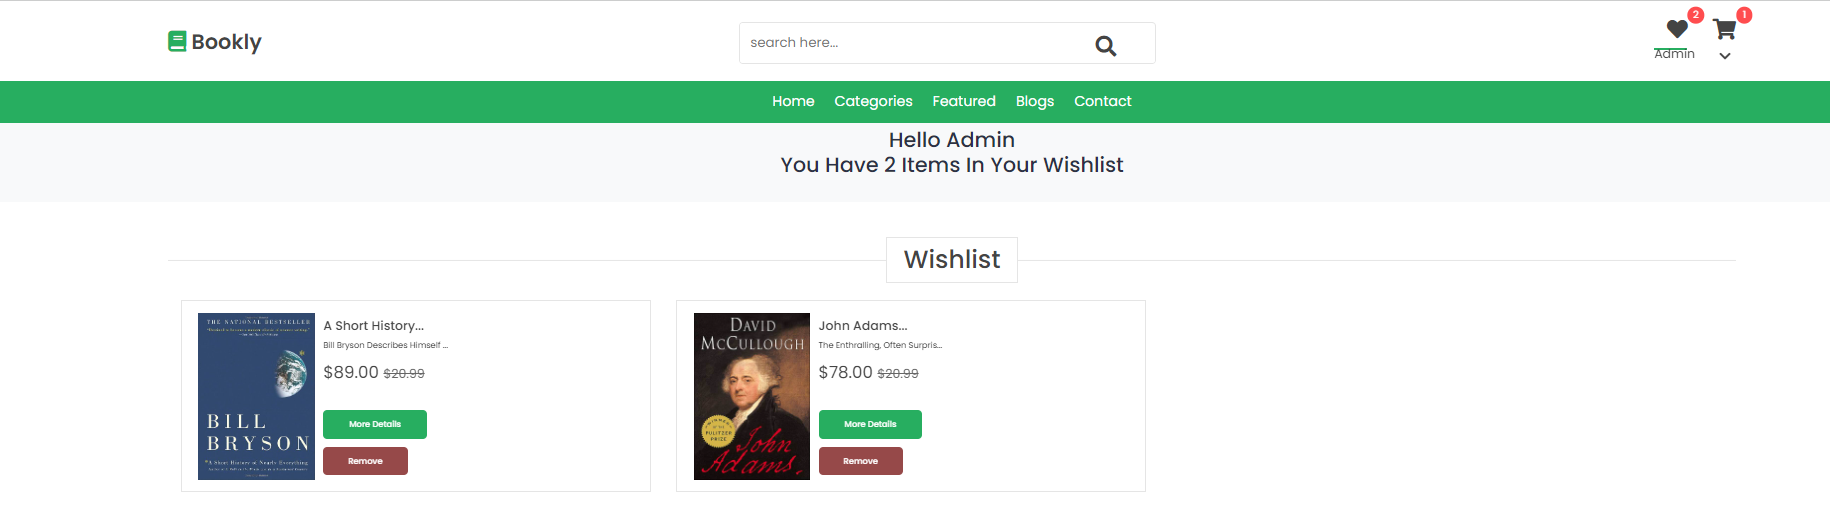 Bookly
search here...
2
1
Admin
Home Categories Featured Blogs Contact
Hello Admin
You Have 2 Items In Your Wishlist
Wishlist
THE NATIONAL BESTSELLER
BILL
BRYSON
A Short History of Nearly Everything
A Short History...
Bill Bryson Describes Himself ...
$89.00 $20.99
More Details
Remove
DAVID
McCULLOUGH
WINNER
OF THE
PULITZER
PRIZE
John
Adams.
John Adams...
The Enthralling, Often Surpris...
$78.00 $20.99
More Details
Remove